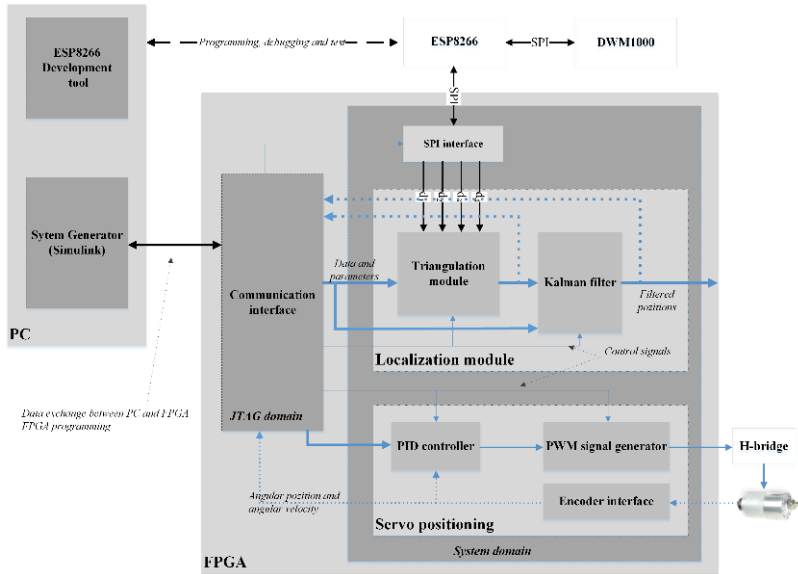 ESP8266
Development
tool
Programming, debugging and test
ESP8266
SPI
DWM1000
SPI
SPI interface
Sytem Generator
(Simulink)
PC
Data and
parameters
Triangulation
module
Kalman filter
Filtered
pozitions
Communication
interface
Localization module
Control signals
Data exchange between PC and FPGA
FPGA programming
JTAG domain
PID controller
PWM signal generator
H-bridge
Angular pozition and
angular velocity
Encoder interface
Servo positioning
System domain
FPGA